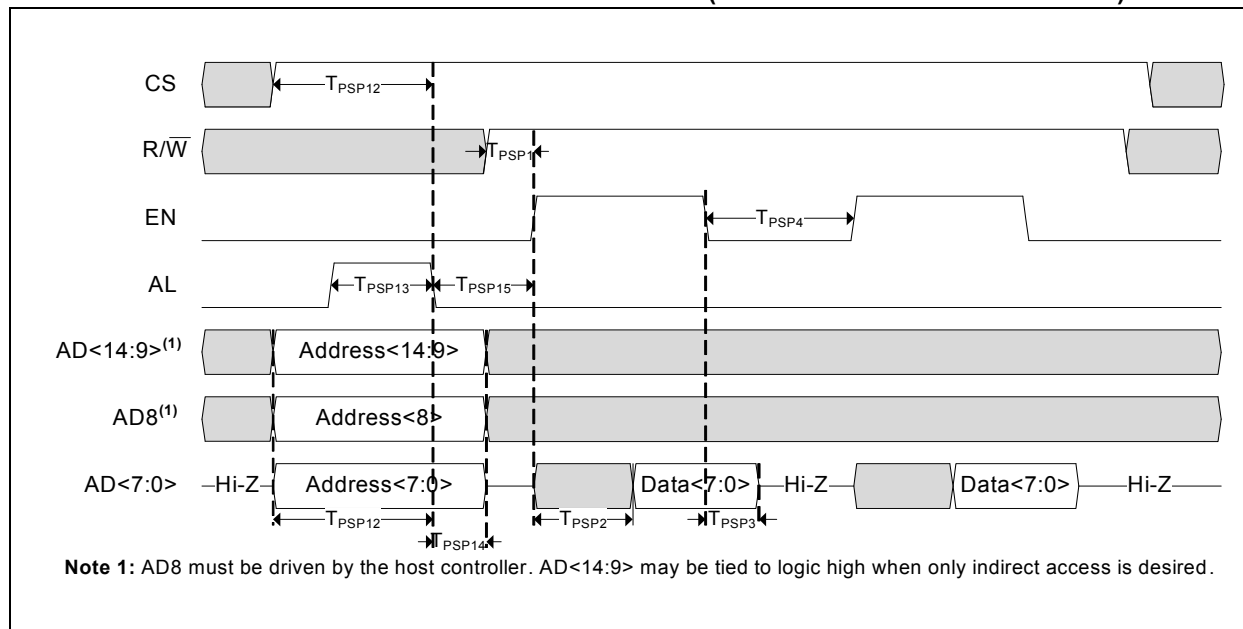 CS
T_PSP12
R/W̅
T_PSP1
EN
T_PSP4
AL
T_PSP13 T_PSP15
AD<14:9>(1) Address<14:9>
AD8(1) Address<8>
AD<7:0> Hi-Z Address<7:0> Data<7:0> Hi-Z Data<7:0> Hi-Z
T_PSP12 T_PSP2 T_PSP3
T_PSP14
Note 1: AD8 must be driven by the host controller. AD<14:9> may be tied to logic high when only indirect access is desired.